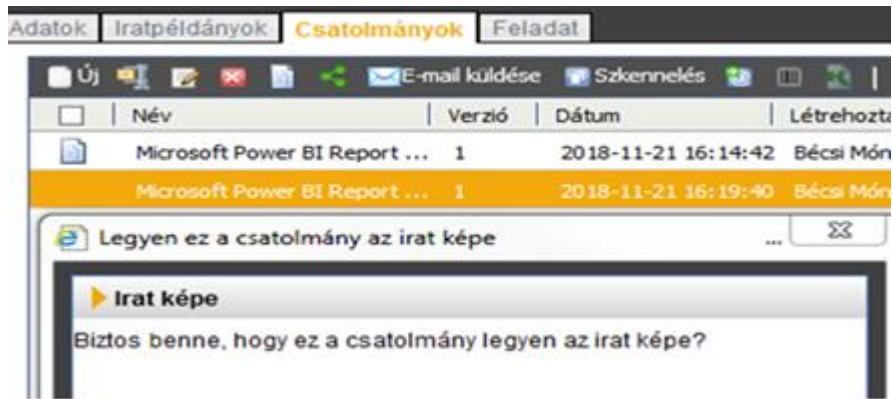 Adatok Iratpéldányok Csatolmányok Feladat
Új E-mail küldése Szkennelés
Név Verzió Dátum Létrehozta
Microsoft Power BI Report ... 1 2018-11-21 16:14:42 Bécsi Món
Microsoft Power BI Report ... 1 2018-11-21 16:19:40 Bécsi Món
Legyen ez a csatolmány az irat képe ...
Irat képe
Biztos benne, hogy ez a csatolmány legyen az irat képe?